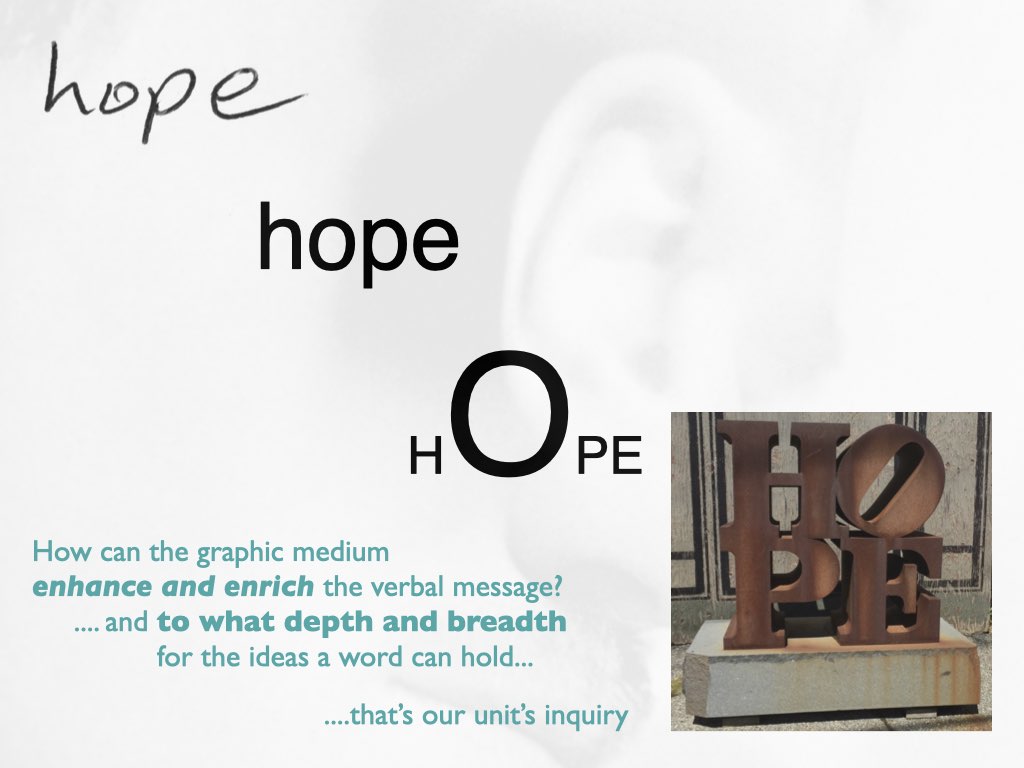 hope
hope
HOPE
HO
PE
How can the graphic medium
enhance and enrich the verbal message?
.... and to what depth and breadth
for the ideas a word can hold...
....that’s our unit’s inquiry